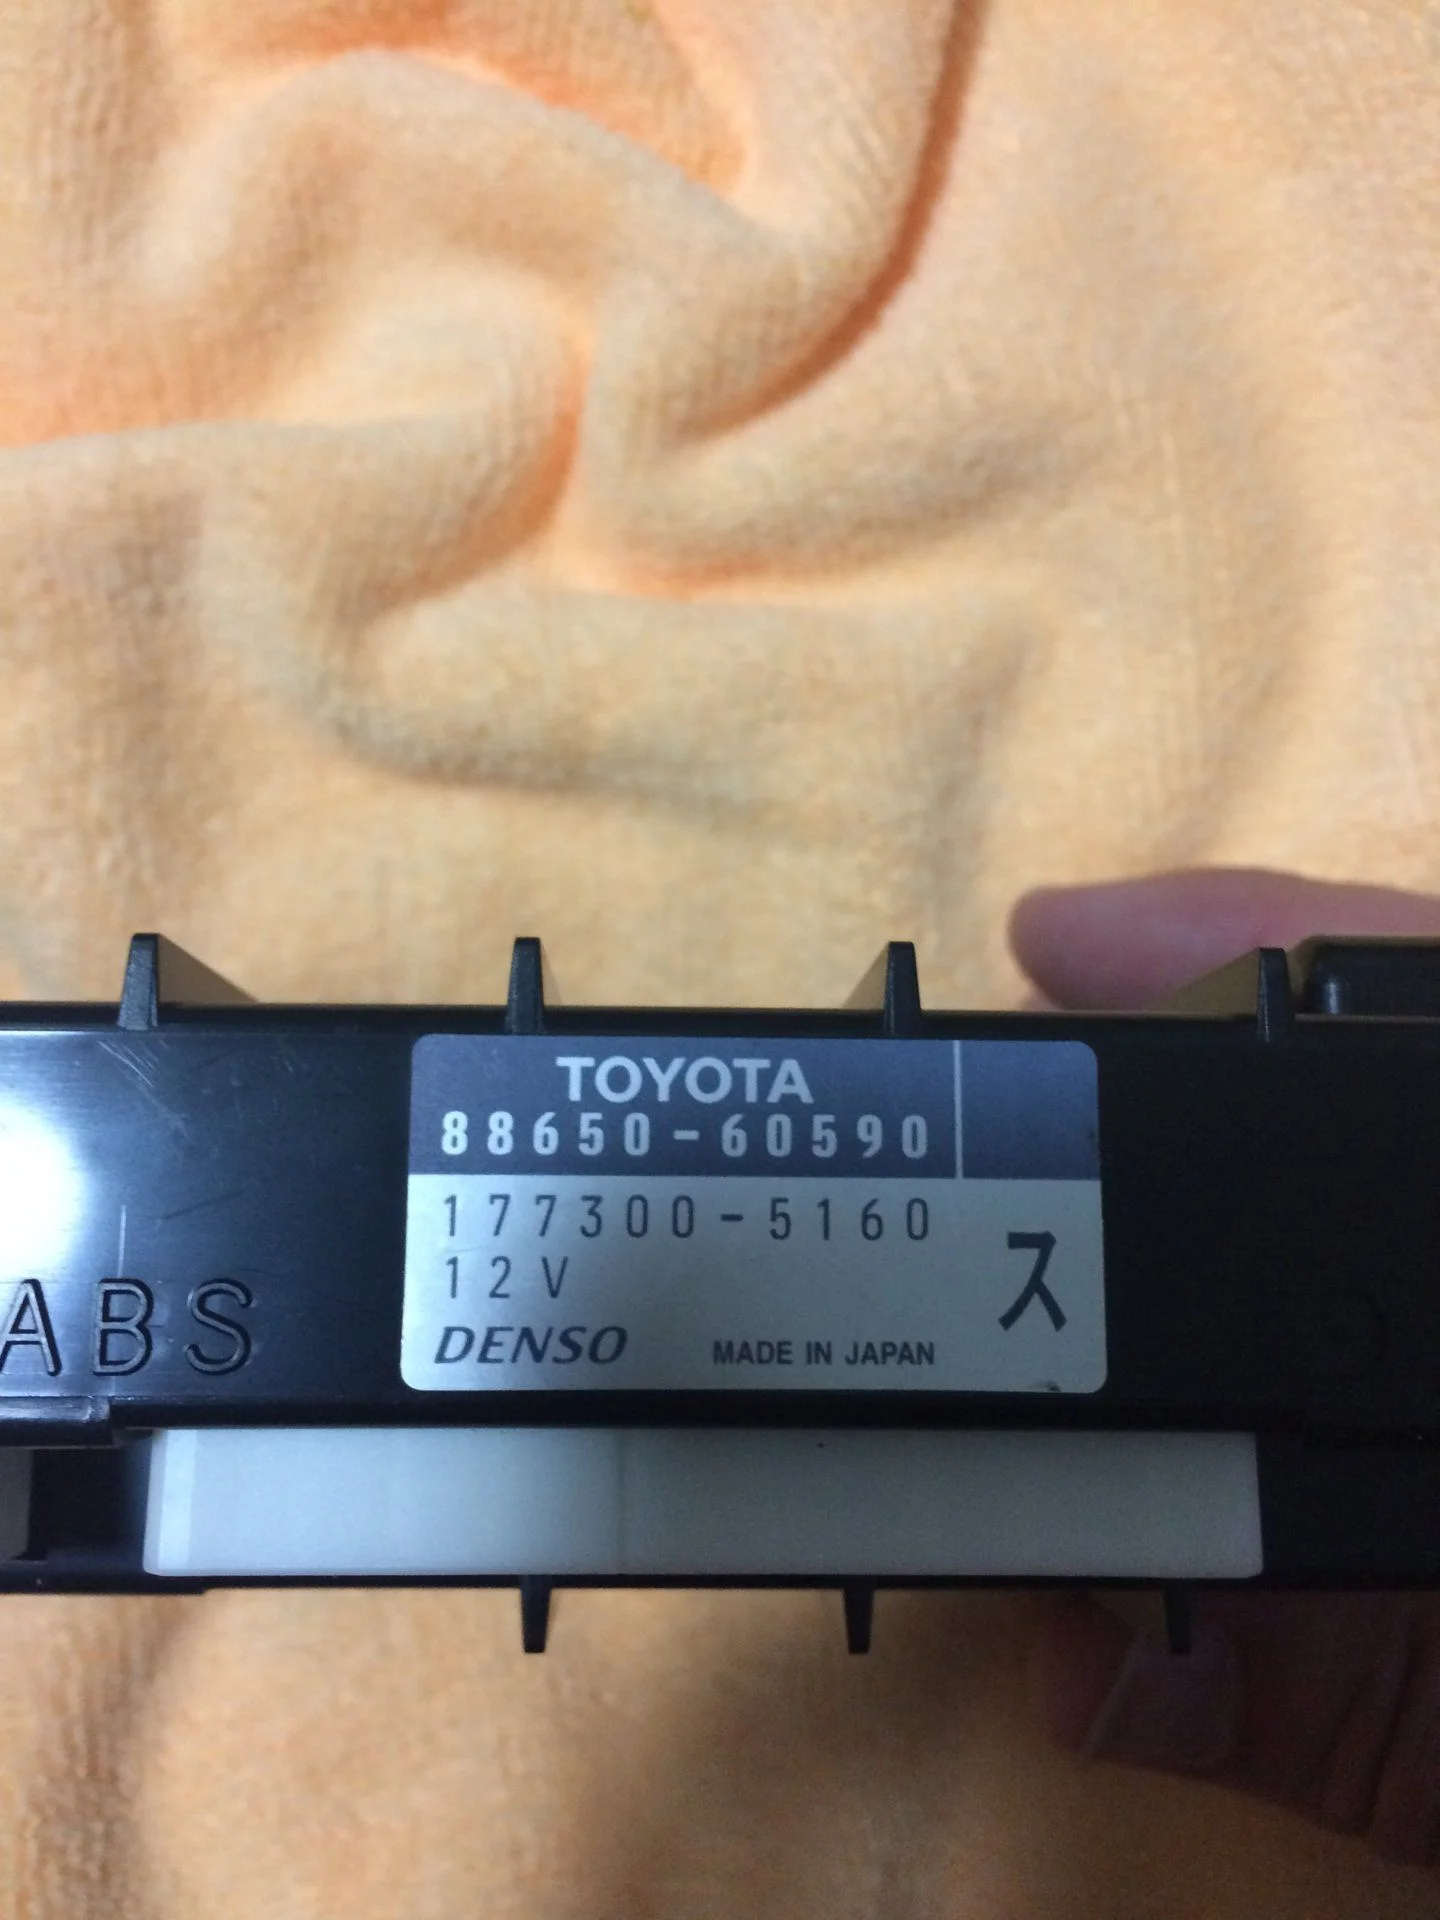 TOYOTA
88650-60590
177300-5160
12V
ス
DENSO MADE IN JAPAN
ABS